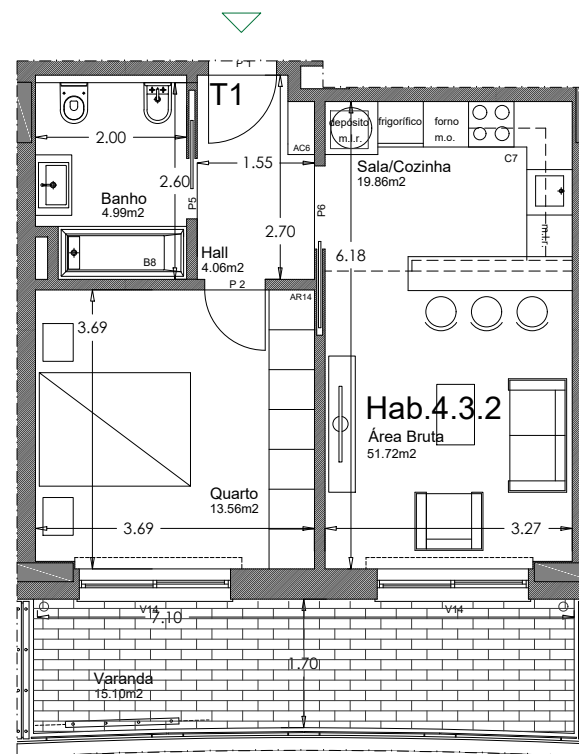 P 1
T1
depósito
m.l.r.
frigorífico
forno
m.o.
2.00
AC6
C7
1.55
Sala/Cozinha
19.86m2
2.60
Banho
4.99m2
P5
P6
m.l.r.
2.70
Hall
4.06m2
6.18
B8
P 2
AR14
3.69
Hab.4.3.2
Área Bruta
51.72m2
Quarto
13.56m2
3.69
3.27
V14
V14
7.10
1.70
Varanda
15.10m2